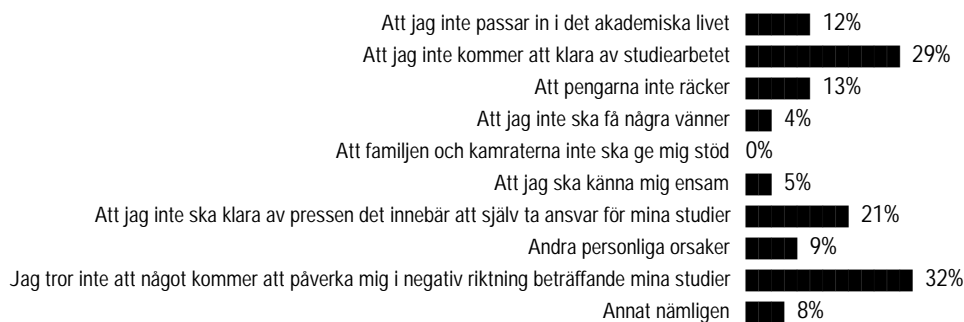 Att jag inte passar in i det akademiska livet 12%
Att jag inte kommer att klara av studiearbetet 29%
Att pengarna inte räcker 13%
Att jag inte ska få några vänner 4%
Att familjen och kamraterna inte ska ge mig stöd 0%
Att jag ska känna mig ensam 5%
Att jag inte ska klara av pressen det innebär att själv ta ansvar för mina studier 21%
Andra personliga orsaker 9%
Jag tror inte att något kommer att påverka mig i negativ riktning beträffande mina studier 32%
Annat nämligen 8%